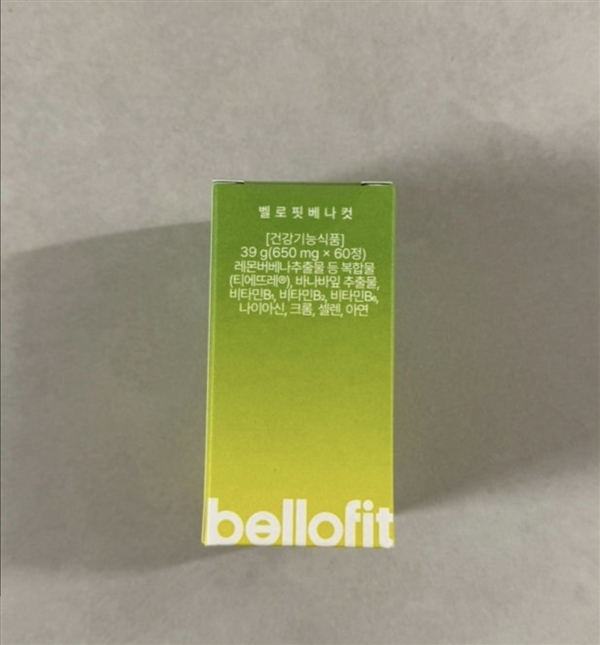 벨로핏베나컷
[건강기능식품]
39 g(650 mg × 60정)
레몬버베나추출물 등 복합물
(티에뜨레®), 바나바잎 추출물,
비타민B₁, 비타민B₂, 비타민B₆,
나이아신, 크롬, 셀렌, 아연
bellofit